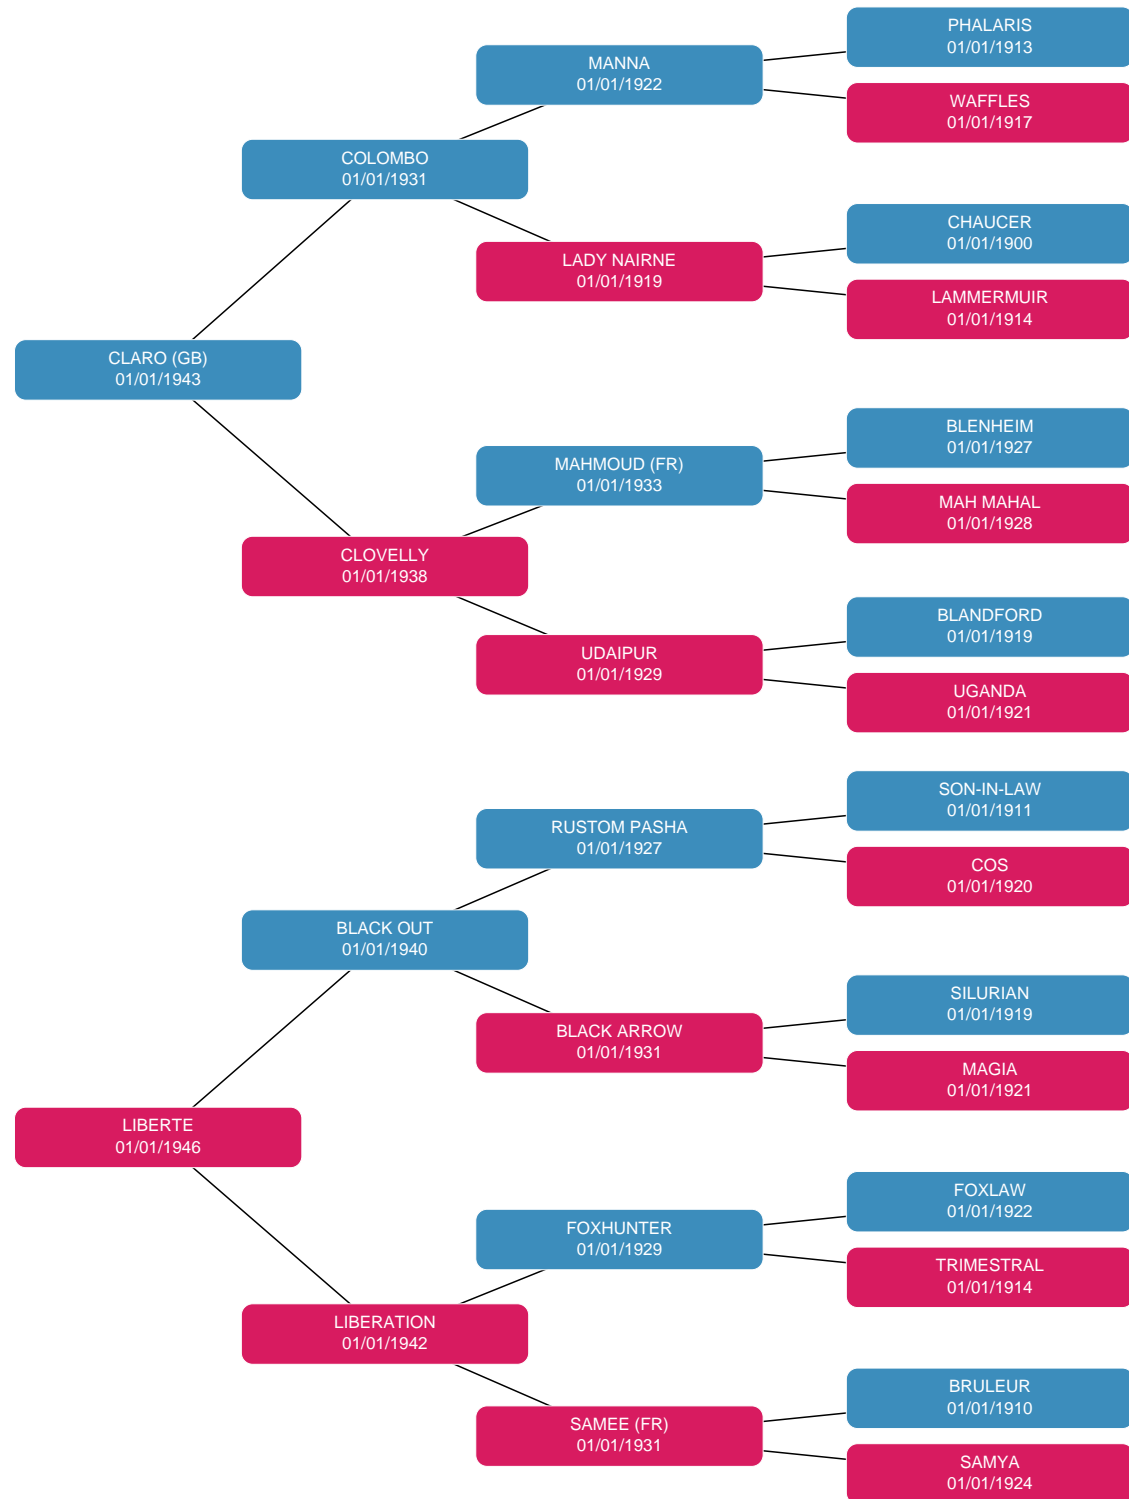 PHALARIS
01/01/1913
MANNA
01/01/1922
WAFFLES
01/01/1917
COLOMBO
01/01/1931
CHAUCER
01/01/1900
LADY NAIRNE
01/01/1919
LAMMERMUIR
01/01/1914
CLARO (GB)
01/01/1943
BLENHEIM
01/01/1927
MAHMOUD (FR)
01/01/1933
MAH MAHAL
01/01/1928
CLOVELLY
01/01/1938
BLANDFORD
01/01/1919
UDAIPUR
01/01/1929
UGANDA
01/01/1921
SON-IN-LAW
01/01/1911
RUSTOM PASHA
01/01/1927
COS
01/01/1920
BLACK OUT
01/01/1940
SILURIAN
01/01/1919
BLACK ARROW
01/01/1931
MAGIA
01/01/1921
LIBERTE
01/01/1946
FOXLAW
01/01/1922
FOXHUNTER
01/01/1929
TRIMESTRAL
01/01/1914
LIBERATION
01/01/1942
BRULEUR
01/01/1910
SAMEE (FR)
01/01/1931
SAMYA
01/01/1924